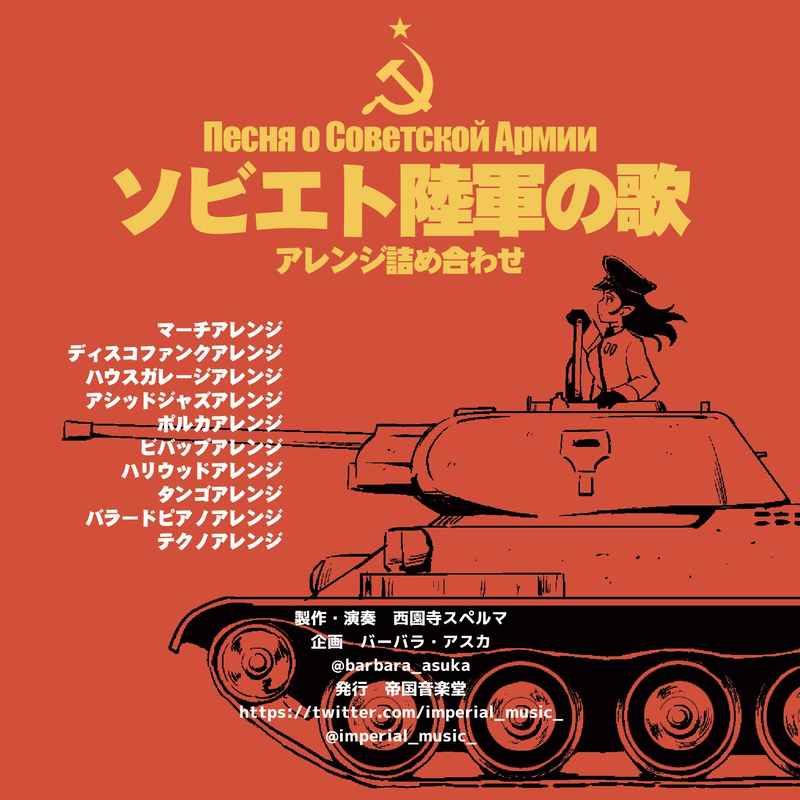 Песня о Советской Армии
ソビエト陸軍の歌
アレンジ詰め合わせ
マーチアレンジ
ディスコファンクアレンジ
ハウスガレージアレンジ
アシッドジャズアレンジ
ポルカアレンジ
ビバップアレンジ
ハリウッドアレンジ
タンゴアレンジ
バラードピアノアレンジ
テクノアレンジ
製作・演奏　西園寺スペルマ
企画　バーバラ・アスカ
@barbara_asuka
発行　帝国音楽堂
https://twitter.com/imperial_music_
@imperial_music_